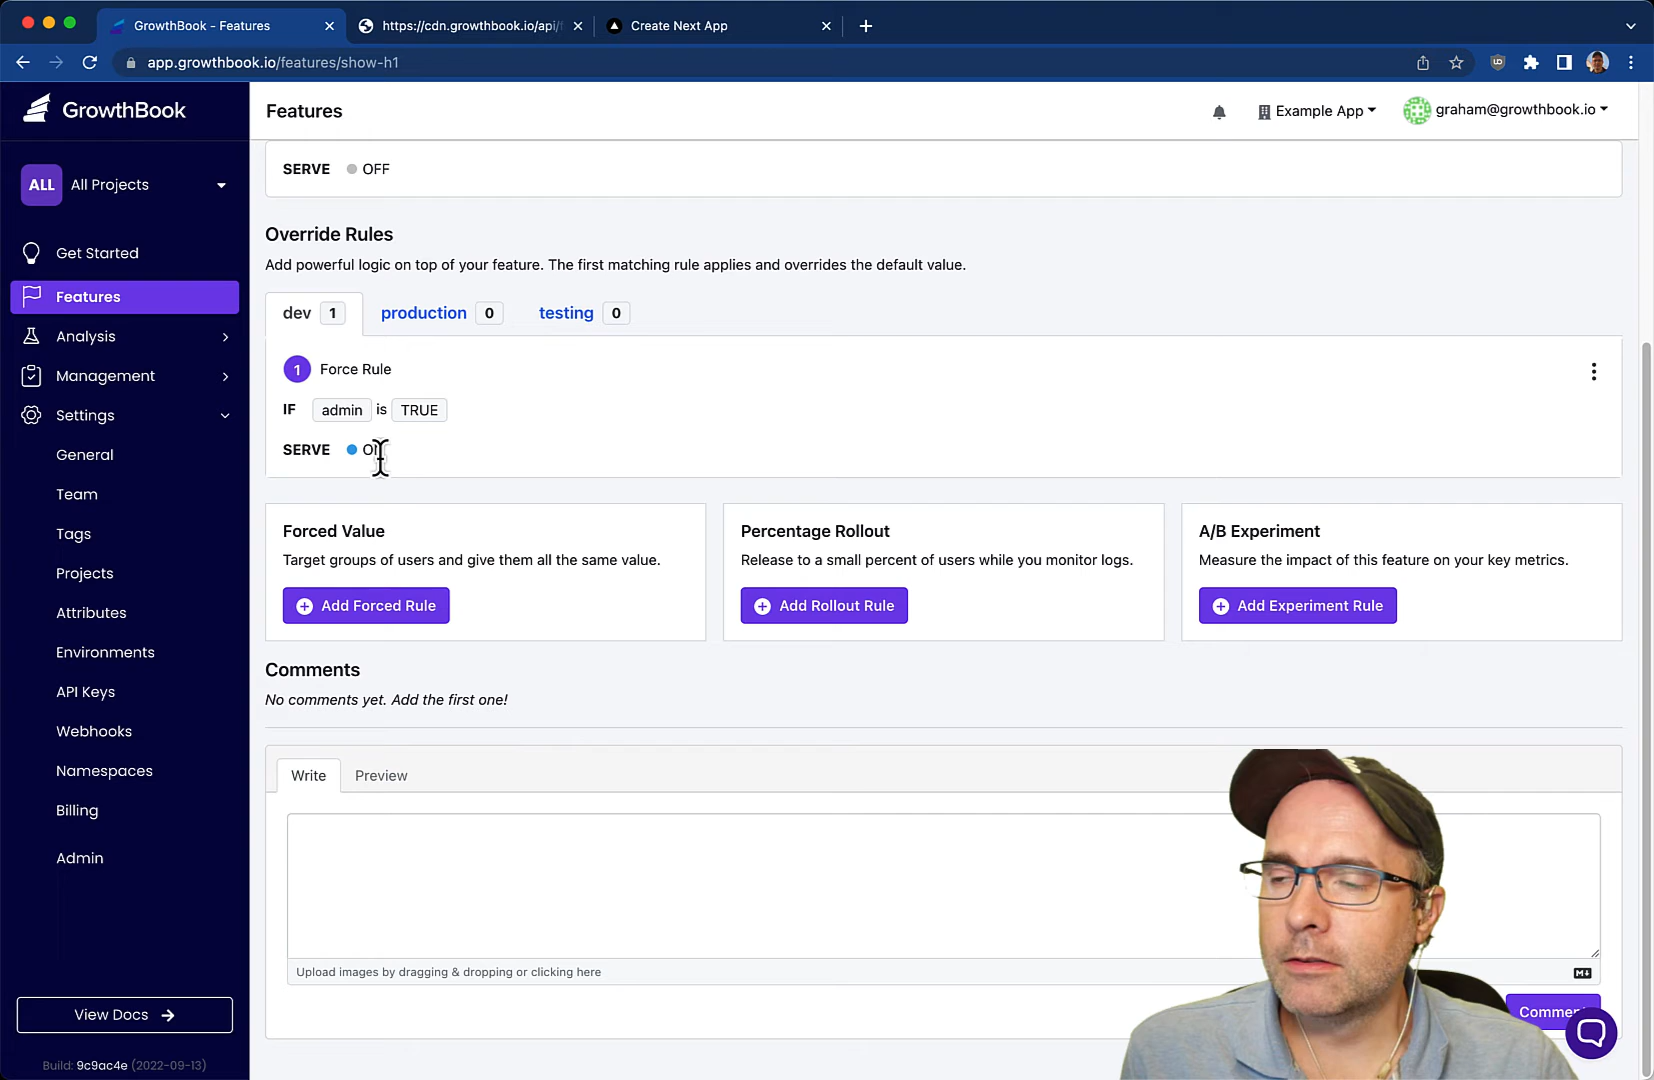 GrowthBook - Features
https://cdn.growthbook.io/api/f
Create Next App
app.growthbook.io/features/show-h1
GrowthBook
Features
Example App
graham@growthbook.io
ALL All Projects
Get Started
Features
Analysis
Management
Settings
General
Team
Tags
Projects
Attributes
Environments
API Keys
Webhooks
Namespaces
Billing
Admin
View Docs
Build: 9c9ac4e (2022-09-13)
SERVE OFF
Override Rules
Add powerful logic on top of your feature. The first matching rule applies and overrides the default value.
dev 1 production 0 testing 0
1 Force Rule
IF admin is TRUE
SERVE ON
Forced Value
Target groups of users and give them all the same value.
Add Forced Rule
Percentage Rollout
Release to a small percent of users while you monitor logs.
Add Rollout Rule
A/B Experiment
Measure the impact of this feature on your key metrics.
Add Experiment Rule
Comments
No comments yet. Add the first one!
Write Preview
Upload images by dragging & dropping or clicking here
Comment